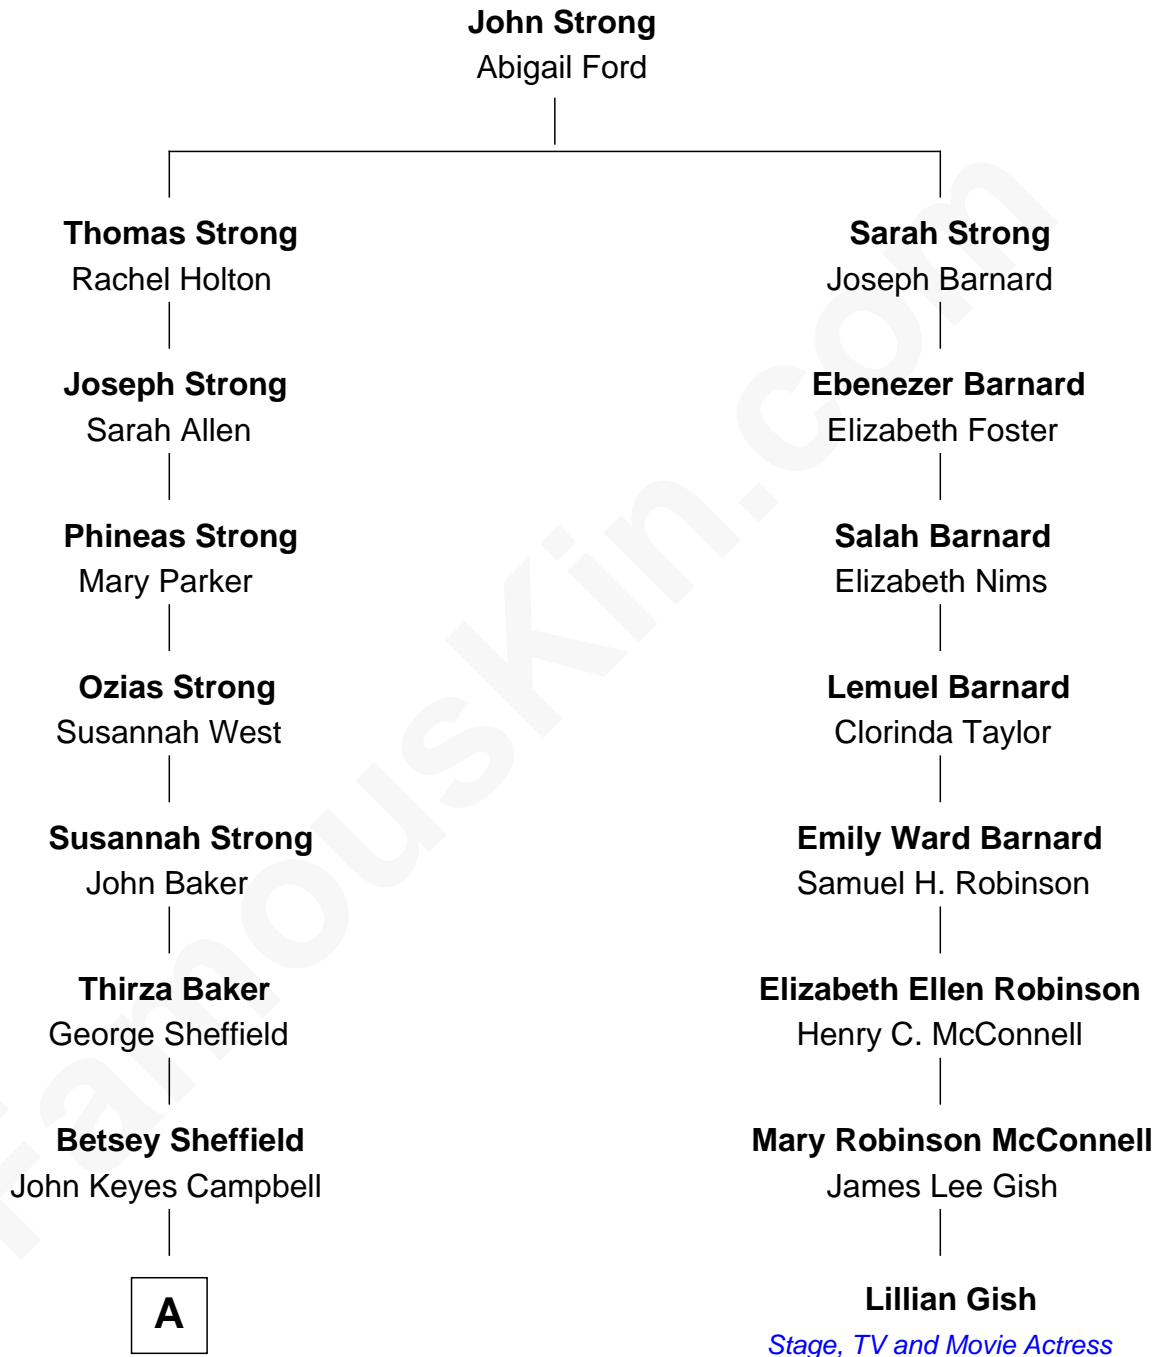 John Strong
Abigail Ford
Thomas Strong
Rachel Holton
Sarah Strong
Joseph Barnard
Joseph Strong
Sarah Allen
Ebenezer Barnard
Elizabeth Foster
Phineas Strong
Mary Parker
Salah Barnard
Elizabeth Nims
Ozias Strong
Susannah West
Lemuel Barnard
Clorinda Taylor
Susannah Strong
John Baker
Emily Ward Barnard
Samuel H. Robinson
Thirza Baker
George Sheffield
Elizabeth Ellen Robinson
Henry C. McConnell
Betsey Sheffield
John Keyes Campbell
Mary Robinson McConnell
James Lee Gish
A
Lillian Gish
Stage, TV and Movie Actress
FamousKin.com